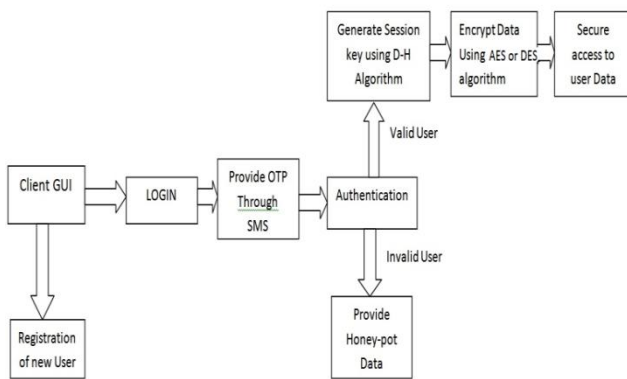 Generate Session
key using D-H
Algorithm
Encrypt Data
Using AES or DES
algorithm
Secure
access to
user Data
Valid User
Client GUI
LOGIN
Provide OTP
Through
SMS
Authentication
Invalid User
Registration
of new User
Provide
Honey-pot
Data